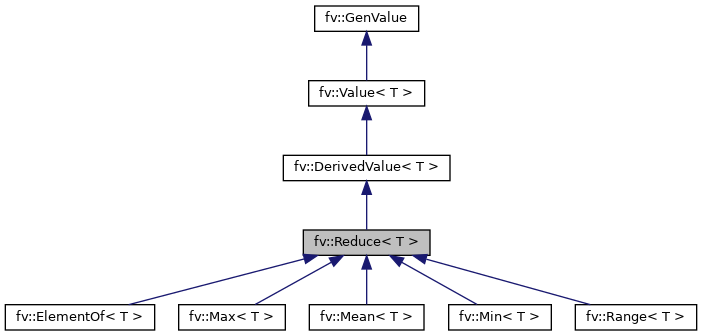 fv::GenValue
fv::Value< T >
fv::DerivedValue< T >
fv::Reduce< T >
fv::ElementOf< T >
fv::Max< T >
fv::Mean< T >
fv::Min< T >
fv::Range< T >